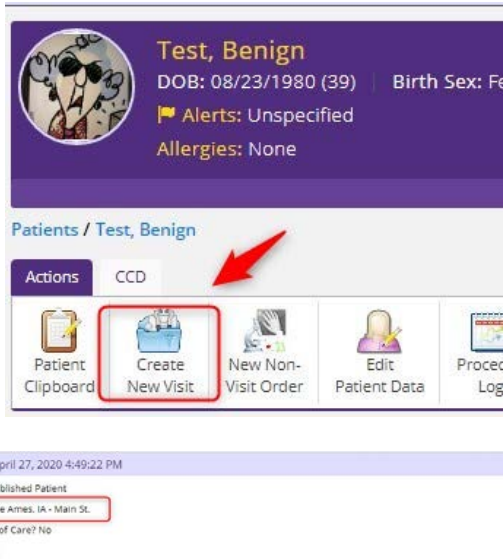 Test, Benign
DOB: 08/23/1980 (39) Birth Sex: Fe
Alerts: Unspecified
Allergies: None
Patients / Test, Benign
Actions CCD
Patient Clipboard
Create New Visit
New Non-Visit Order
Edit Patient Data
Proced Log
pril 27, 2020 4:49:22 PM
blished Patient
e Ames, IA - Main St.
of Care? No